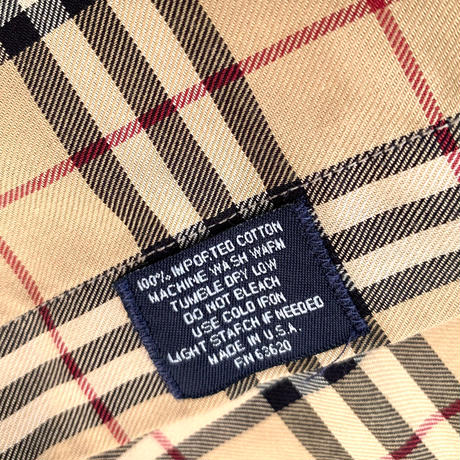 100% IMPORTED COTTON
MACHINE WASH WARM
TUMBLE DRY LOW
DO NOT BLEACH
USE COLD IRON
LIGHT STARCH IF NEEDED
MADE IN U.S.A.
RN 63620